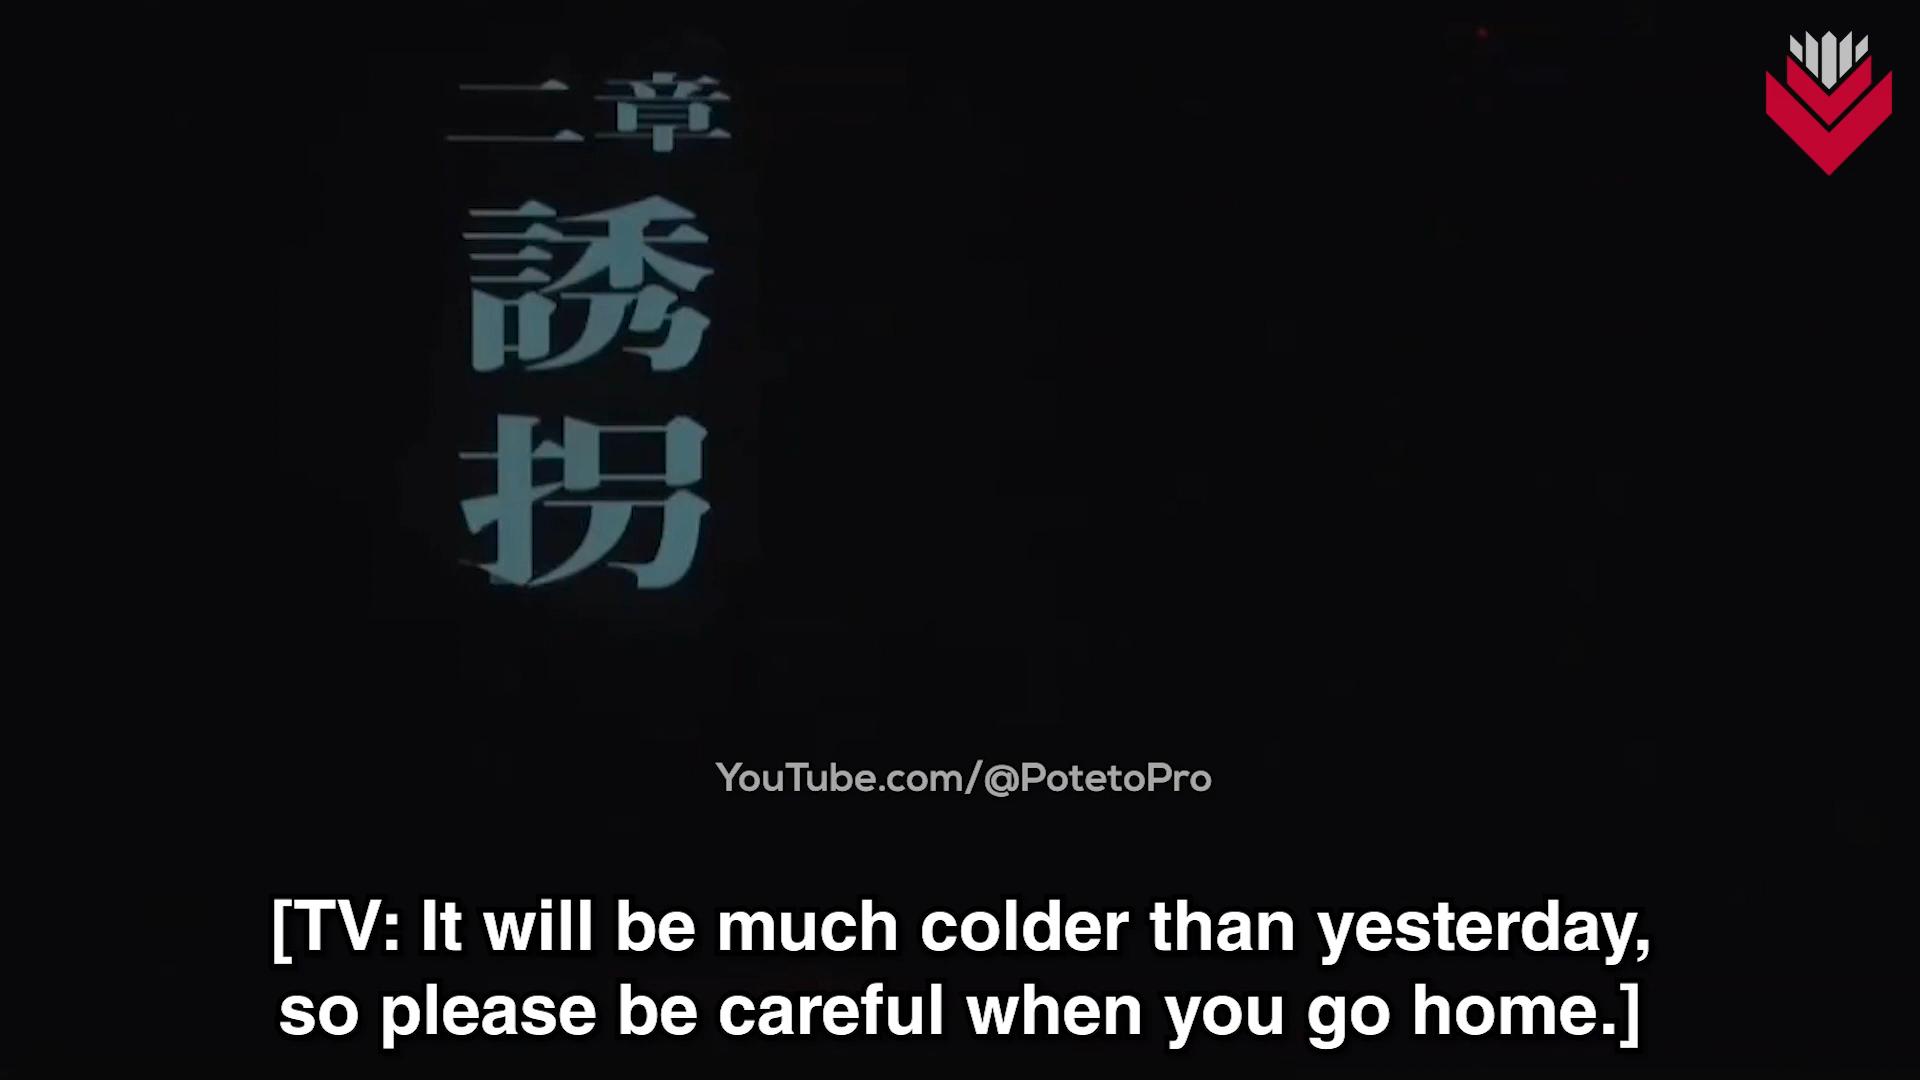 二章
誘拐
YouTube.com/@PotetoPro
[TV: It will be much colder than yesterday,
so please be careful when you go home.]